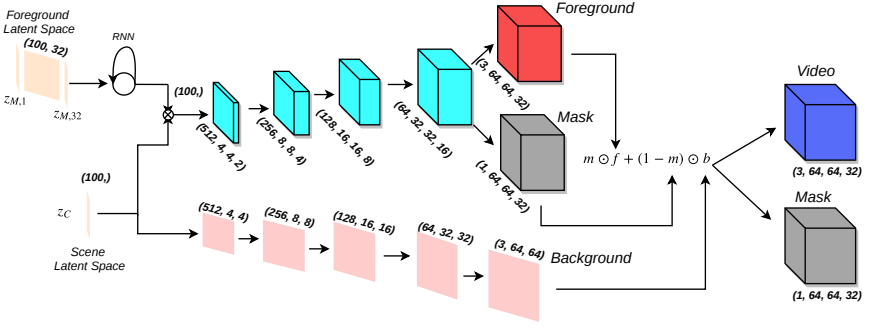 Foreground
Latent Space
(100, 32)
z_{M,1}
z_{M,32}
RNN
(100,)
(512, 4, 4, 2)
(256, 8, 8, 4)
(128, 16, 16, 8)
(64, 32, 32, 16)
Foreground
(3, 64, 64, 32)
Mask
(1, 64, 64, 32)
m ⊙ f + (1 − m) ⊙ b
Video
(3, 64, 64, 32)
Mask
(1, 64, 64, 32)
(100,)
z_C
Scene
Latent Space
(512, 4, 4)
(256, 8, 8)
(128, 16, 16)
(64, 32, 32)
(3, 64, 64)
Background